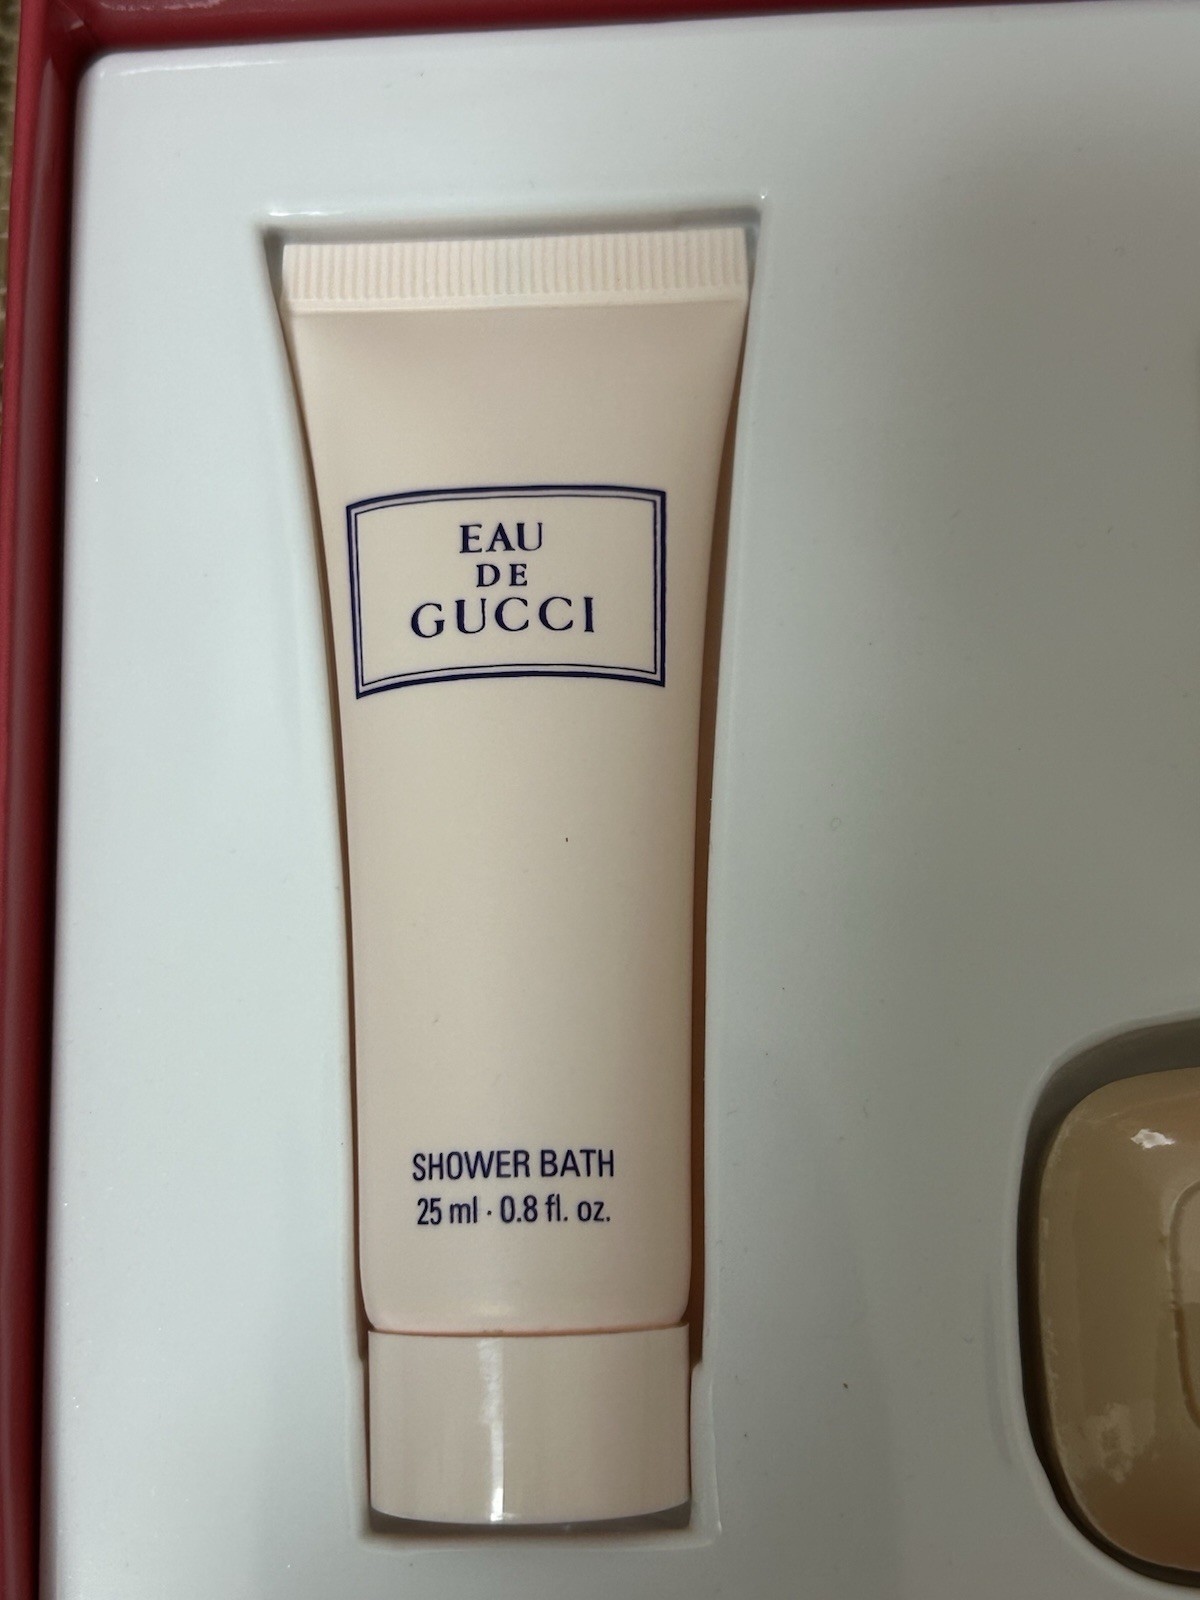 EAU
DE
GUCCI
SHOWER BATH
25 ml · 0.8 fl. oz.